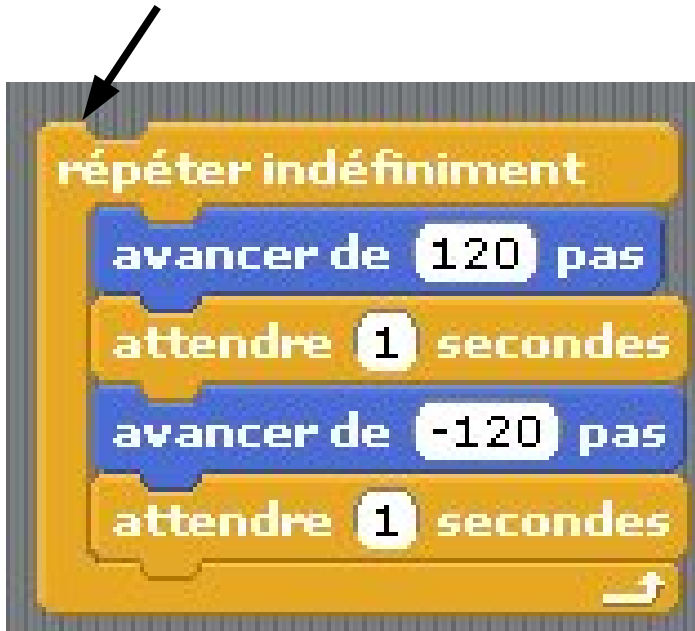 répéter indéfiniment
avancer de 120 pas
attendre 1 secondes
avancer de -120 pas
attendre 1 secondes